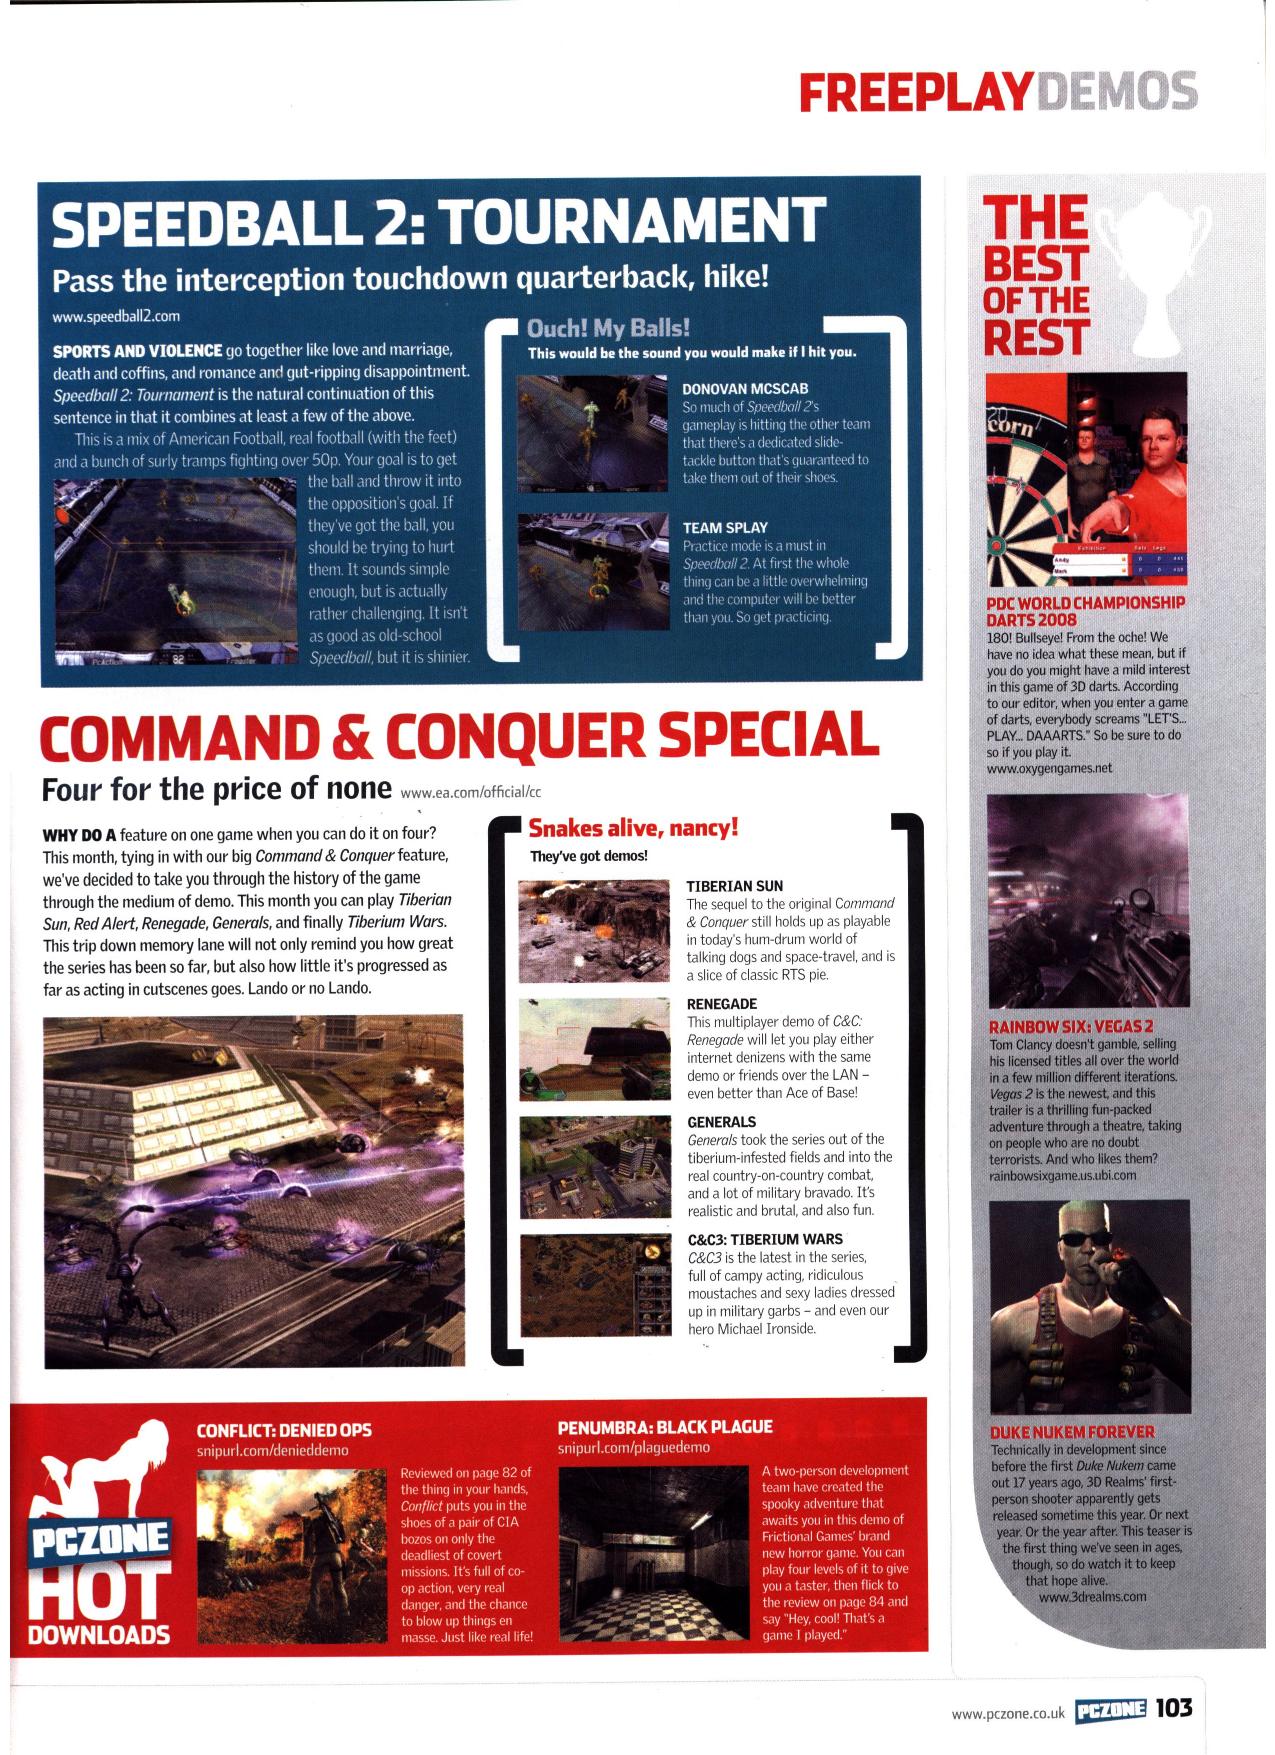 FREEPLAYDEMOS
SPEEDBALL 2: TOURNAMENT
Pass the interception touchdown quarterback, hike!
www.speedball2.com
SPORTS AND VIOLENCE go together like love and marriage,
death and coffins, and romance and gut-ripping disappointment.
Speedball 2: Tournament is the natural continuation of this
sentence in that it combines at least a few of the above.
This is a mix of American Football, real football (with the feet)
and a bunch of surly tramps fighting over 50p. Your goal is to get
the ball and throw it into
the opposition's goal. If
they've got the ball, you
should be trying to hurt
them. It sounds simple
enough, but is actually
rather challenging. It isn't
as good as old-school
Speedball, but it is shinier.
Ouch! My Balls!
This would be the sound you would make if I hit you.
DONOVAN MCSCAB
So much of Speedball 2's
gameplay is hitting the other team
that there's a dedicated slide-
tackle button that's guaranteed to
take them out of their shoes.
TEAM SPLAY
Practice mode is a must in
Speedball 2. At first the whole
thing can be a little overwhelming
and the computer will be better
than you. So get practicing.
COMMAND & CONQUER SPECIAL
Four for the price of none www.ea.com/official/cc
WHY DO A feature on one game when you can do it on four?
This month, tying in with our big Command & Conquer feature,
we've decided to take you through the history of the game
through the medium of demo. This month you can play Tiberian
Sun, Red Alert, Renegade, Generals, and finally Tiberium Wars.
This trip down memory lane will not only remind you how great
the series has been so far, but also how little it's progressed as
far as acting in cutscenes goes. Lando or no Lando.
Snakes alive, nancy!
They've got demos!
TIBERIAN SUN
The sequel to the original Command
& Conquer still holds up as playable
in today's hum-drum world of
talking dogs and space-travel, and is
a slice of classic RTS pie.
RENEGADE
This multiplayer demo of C&C:
Renegade will let you play either
internet denizens with the same
demo or friends over the LAN –
even better than Ace of Base!
GENERALS
Generals took the series out of the
tiberium-infested fields and into the
real country-on-country combat,
and a lot of military bravado. It's
realistic and brutal, and also fun.
C&C3: TIBERIUM WARS
C&C3 is the latest in the series,
full of campy acting, ridiculous
moustaches and sexy ladies dressed
up in military garbs – and even our
hero Michael Ironside.
PCZONE
HOT
DOWNLOADS
CONFLICT: DENIED OPS
snipurl.com/denieddemo
Reviewed on page 82 of
the thing in your hands,
Conflict puts you in the
shoes of a pair of CIA
bozos on only the
deadliest of covert
missions. It's full of co-
op action, very real
danger, and the chance
to blow up things en
masse. Just like real life!
PENUMBRA: BLACK PLAGUE
snipurl.com/plaguedemo
A two-person development
team have created the
spooky adventure that
awaits you in this demo of
Frictional Games' brand
new horror game. You can
play four levels of it to give
you a taster, then flick to
the review on page 84 and
say "Hey, cool! That's a
game I played."
THE
BEST
OF THE
REST
20
corn
Exhibition Sets Legs
Andy 0 0
Mark 0 0
PDC WORLD CHAMPIONSHIP
DARTS 2008
180! Bullseye! From the oche! We
have no idea what these mean, but if
you do you might have a mild interest
in this game of 3D darts. According
to our editor, when you enter a game
of darts, everybody screams "LET'S...
PLAY... DAAARTS." So be sure to do
so if you play it.
www.oxygengames.net
RAINBOW SIX: VEGAS 2
Tom Clancy doesn't gamble, selling
his licensed titles all over the world
in a few million different iterations.
Vegas 2 is the newest, and this
trailer is a thrilling fun-packed
adventure through a theatre, taking
on people who are no doubt
terrorists. And who likes them?
rainbowsixgame.us.ubi.com
DUKE NUKEM FOREVER
Technically in development since
before the first Duke Nukem came
out 17 years ago, 3D Realms' first-
person shooter apparently gets
released sometime this year. Or next
year. Or the year after. This teaser is
the first thing we've seen in ages,
though, so do watch it to keep
that hope alive.
www.3drealms.com
www.pczone.co.uk PCZONE 103